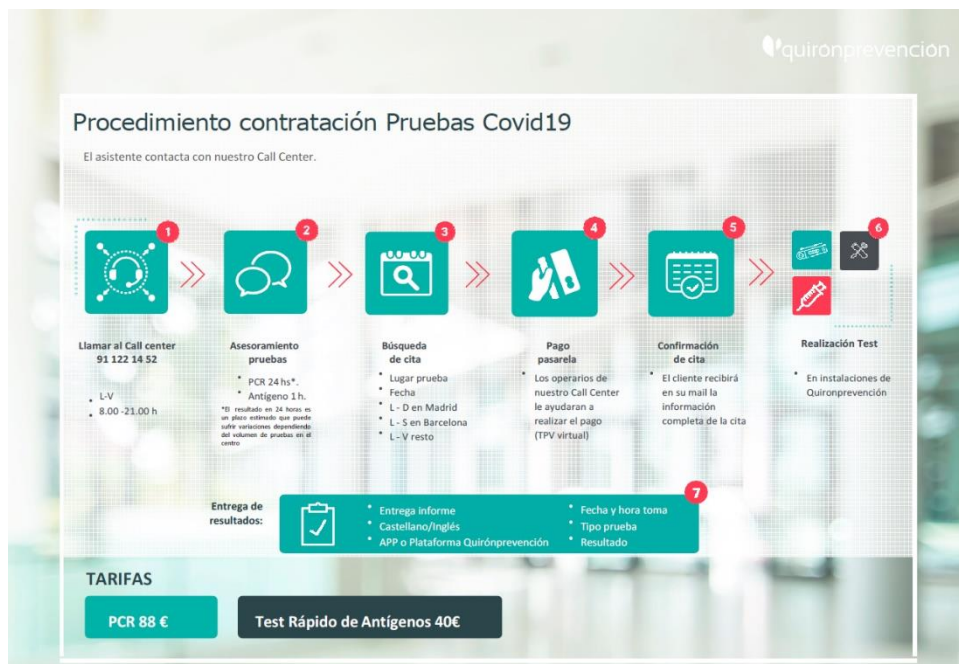 quirónprevención
Procedimiento contratación Pruebas Covid19
El asistente contacta con nuestro Call Center.
1
Llamar al Call center
91 122 14 52
• L-V
• 8.00 -21.00 h
2
Asesoramiento
pruebas
• PCR 24 hs*.
• Antígeno 1 h.
*El resultado en 24 horas es
un plazo estimado que puede
sufrir variaciones dependiendo
del volumen de pruebas en el
centro
3
Búsqueda
de cita
• Lugar prueba
• Fecha
• L - D en Madrid
• L - S en Barcelona
• L - V resto
4
Pago
pasarela
• Los operarios de
nuestro Call Center
le ayudaran a
realizar el pago
(TPV virtual)
5
Confirmación
de cita
• El cliente recibirá
en su mail la
información
completa de la cita
6
Realización Test
• En instalaciones de
Quironprevención
7
Entrega de
resultados:
• Entrega informe
• Castellano/Inglés
• APP o Plataforma Quirónprevención
• Fecha y hora toma
• Tipo prueba
• Resultado
TARIFAS
PCR 88 €
Test Rápido de Antígenos 40€